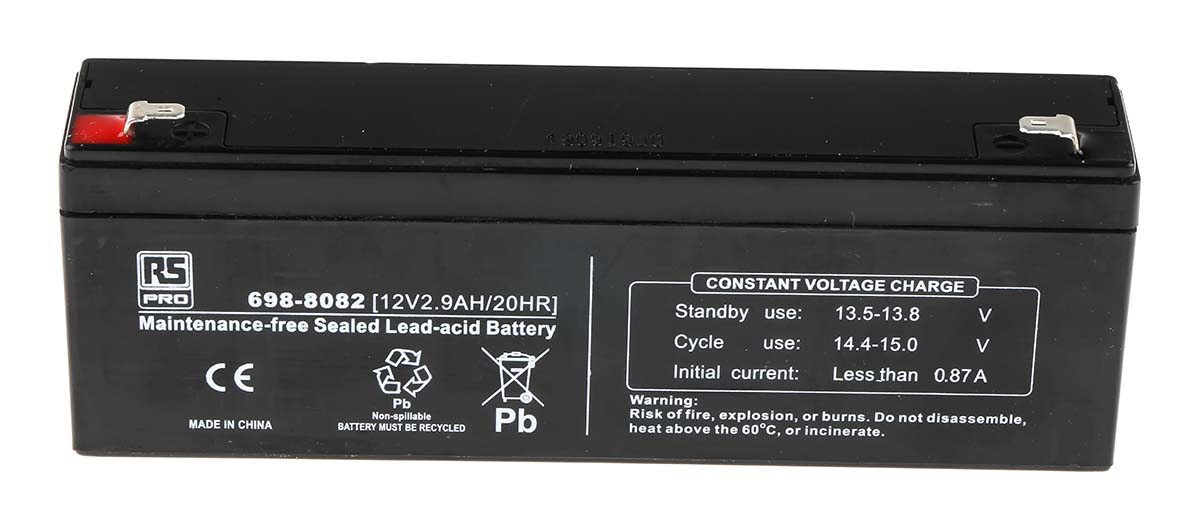 RS
PRO
698-8082 [12V2.9AH/20HR]
Maintenance-free Sealed Lead-acid Battery
CE
Pb
Non-spillable
BATTERY MUST BE RECYCLED
Pb
MADE IN CHINA
CONSTANT VOLTAGE CHARGE
Standby use: 13.5-13.8 V
Cycle use: 14.4-15.0 V
Initial current: Less than 0.87A
Warning:
Risk of fire, explosion, or burns. Do not disassemble,
heat above the 60°C, or incinerate.